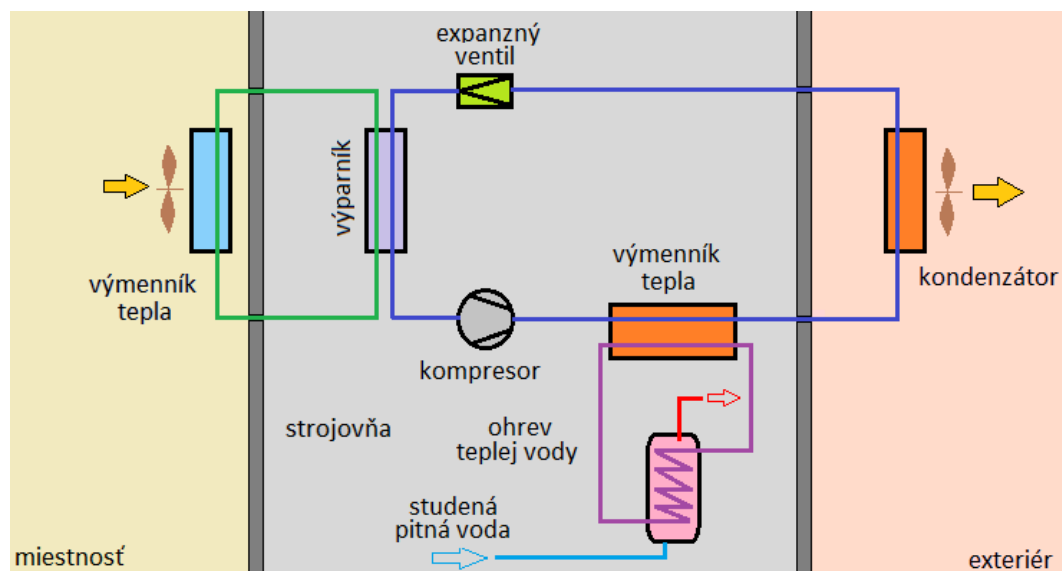 expanzný
ventil
výparník
výmenník
tepla
výmenník
tepla
kondenzátor
kompresor
strojovňa
ohrev
teplej vody
studená
pitná voda
miestnosť
exteriér